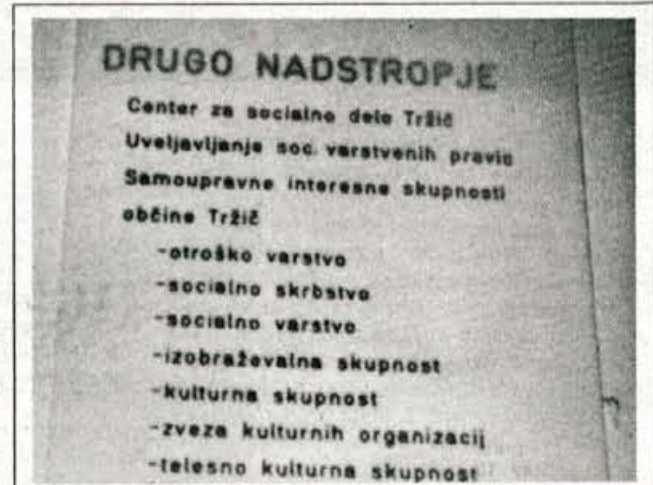 DRUGO NADSTROPJE
Center za socialno delo Tržič
Uveljavljanje soc. varstvenih pravic
Samoupravne interesne skupnosti
občine Tržič
-otroško varstvo
-socialno skrbstvo
-socialno varstvo
-izobraževalna skupnost
-kulturna skupnost
-zveza kulturnih organizacij
-telesno kulturna skupnost